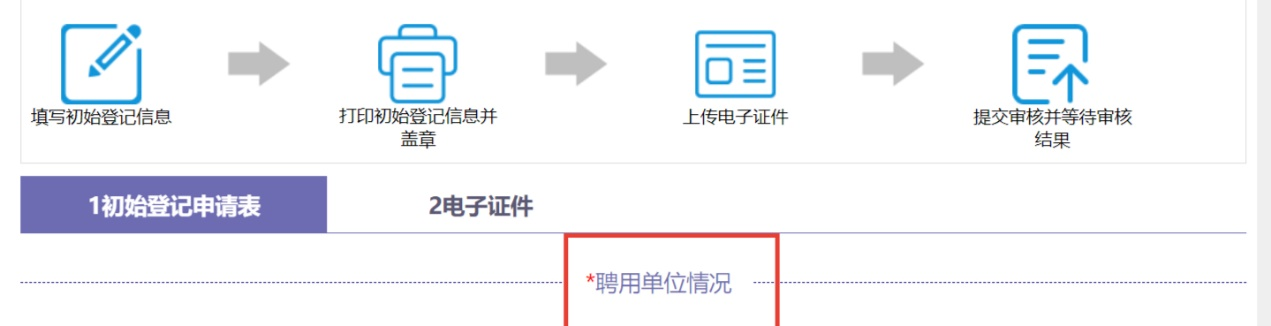 填写初始登记信息
打印初始登记信息并
盖章
上传电子证件
提交审核并等待审核
结果
1初始登记申请表
2电子证件
*聘用单位情况